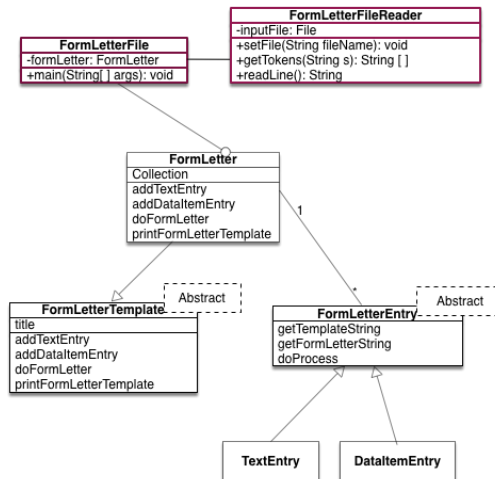 FormLetterFileReader
-inputFile: File
+setFile(String fileName): void
+getTokens(String s): String [ ]
+readLine(): String
FormLetterFile
-formLetter: FormLetter
+main(String[ ] args): void
FormLetter
Collection
addTextEntry
addDataItemEntry
doFormLetter
printFormLetterTemplate
1
*
Abstract
FormLetterTemplate
title
addTextEntry
addDataItemEntry
doFormLetter
printFormLetterTemplate
Abstract
FormLetterEntry
getTemplateString
getFormLetterString
doProcess
TextEntry
DataItemEntry